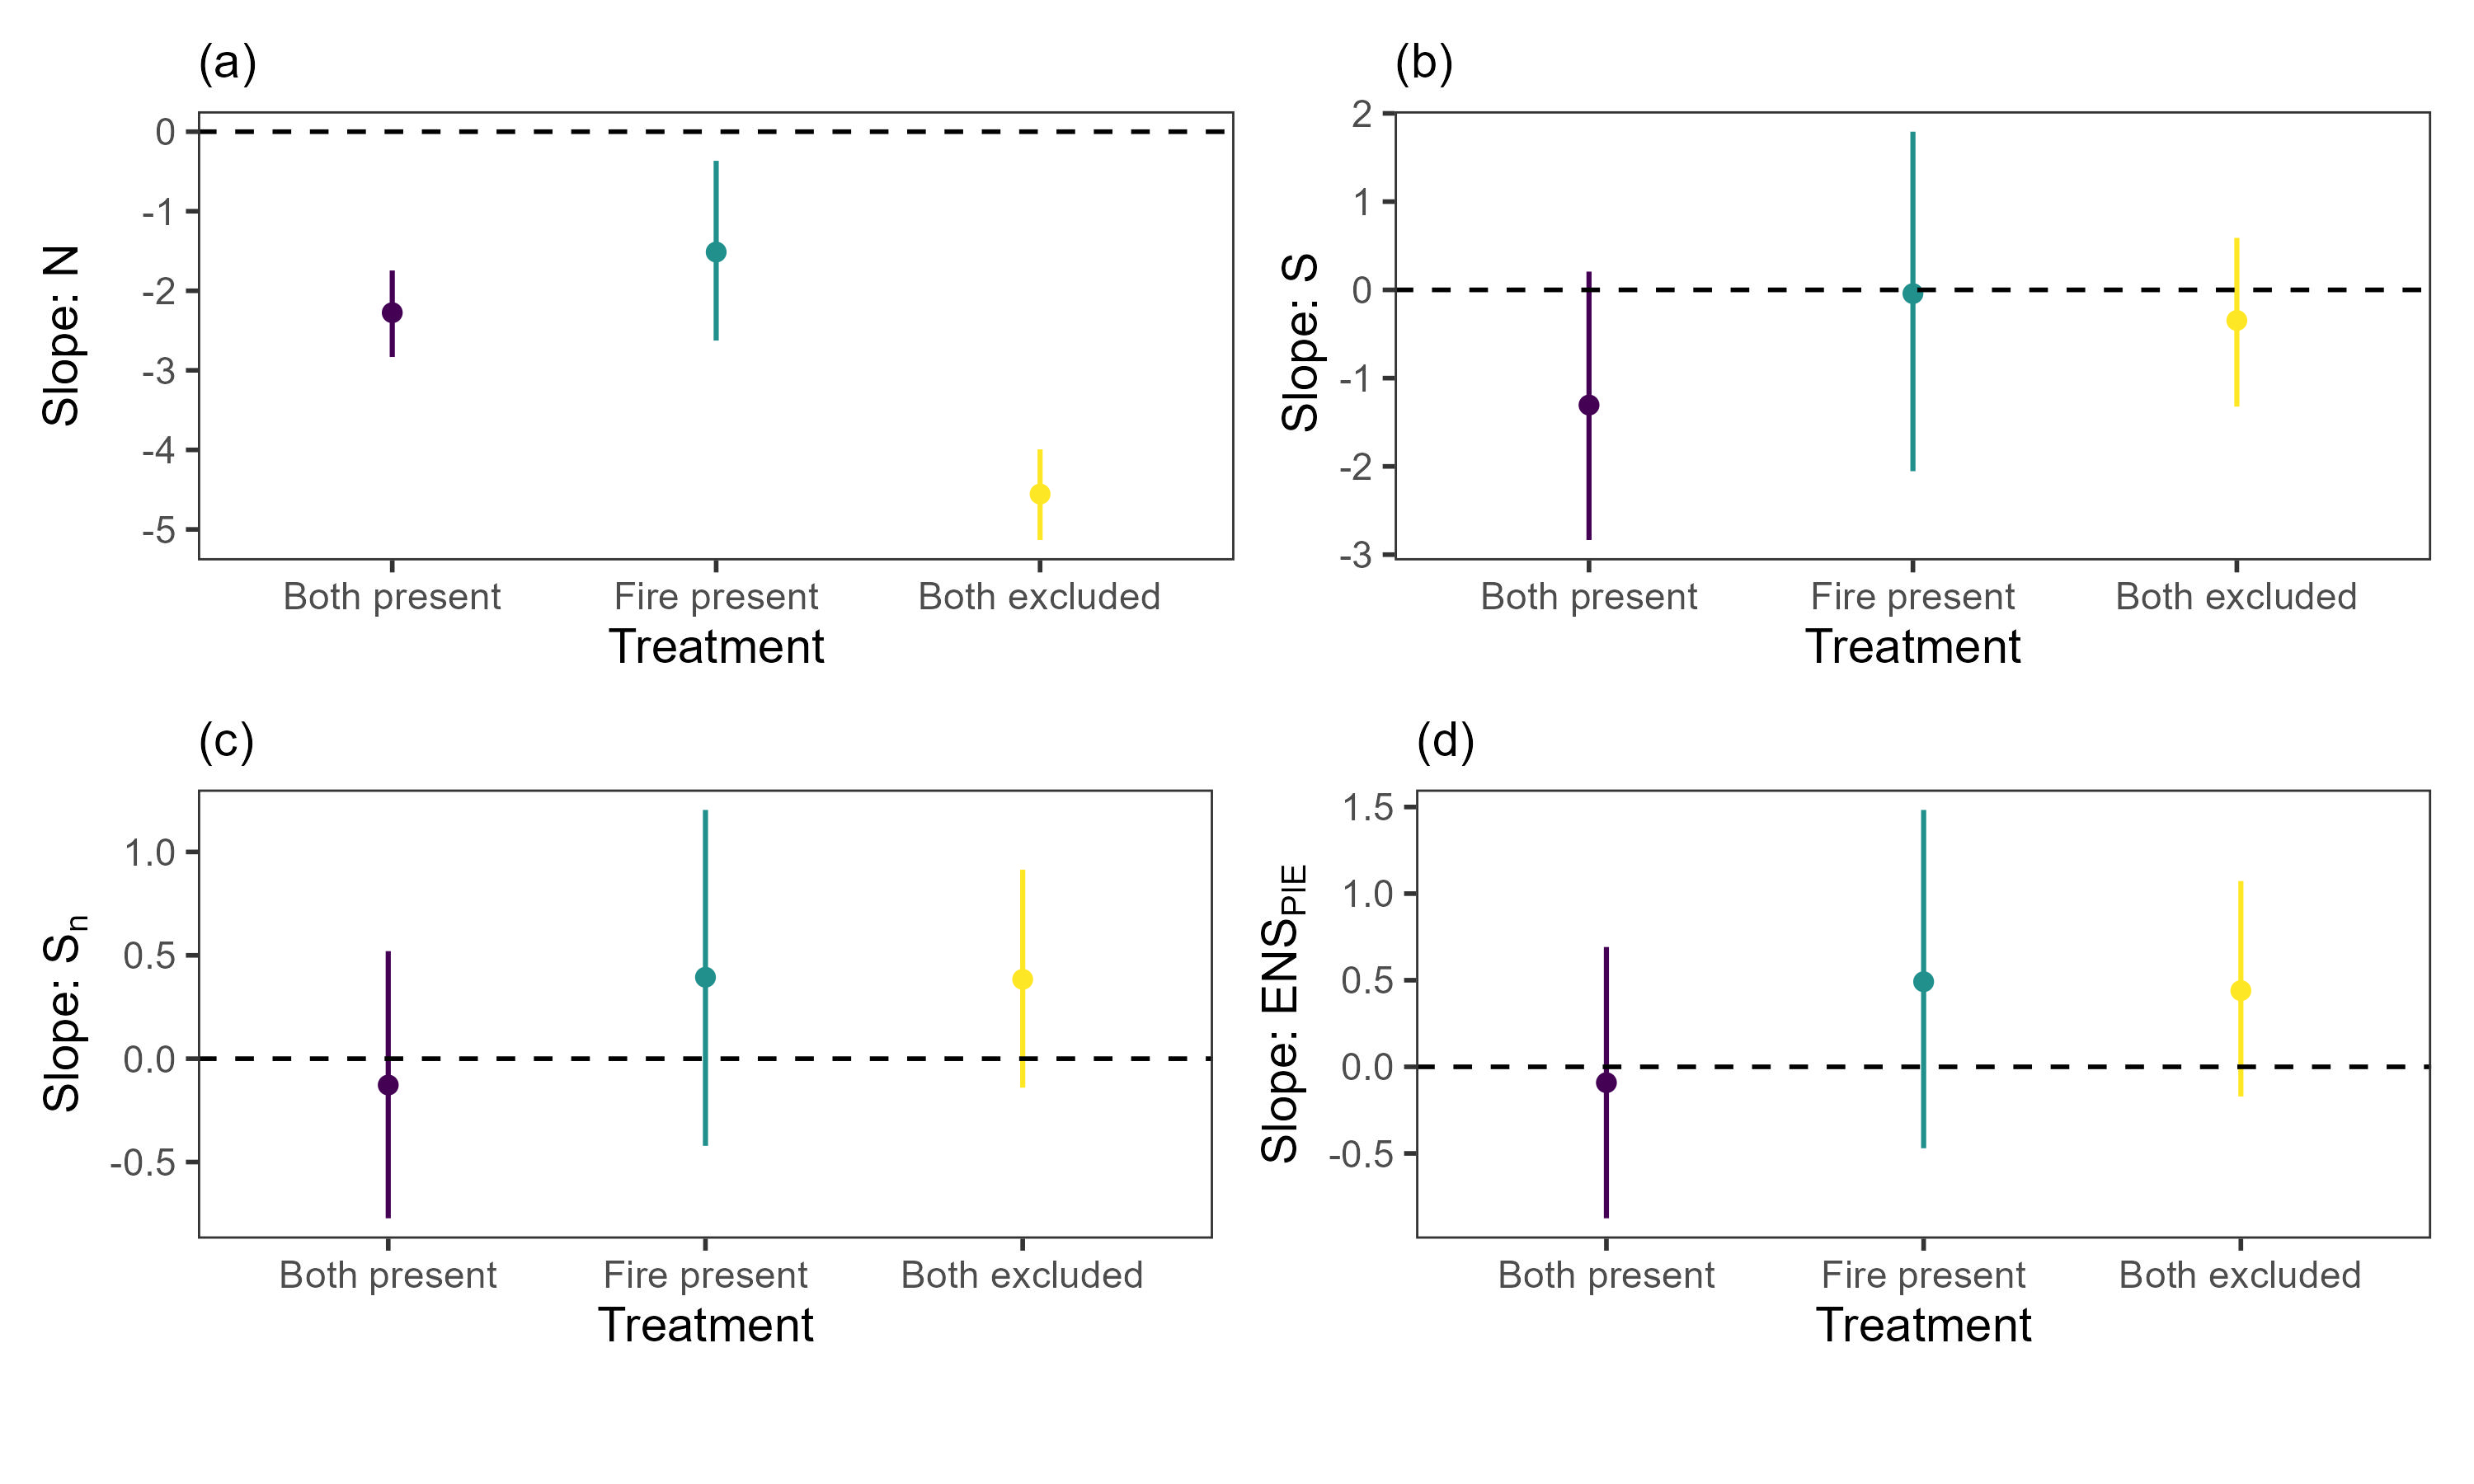 (a)
0
-1
-2
-3
-4
-5
Slope: N
Both present Fire present Both excluded
Treatment
(b)
2
1
0
-1
-2
-3
Slope: S
Both present Fire present Both excluded
Treatment
(c)
1.0
0.5
0.0
-0.5
Slope: Sn
Both present Fire present Both excluded
Treatment
(d)
1.5
1.0
0.5
0.0
-0.5
Slope: ENSPIE
Both present Fire present Both excluded
Treatment